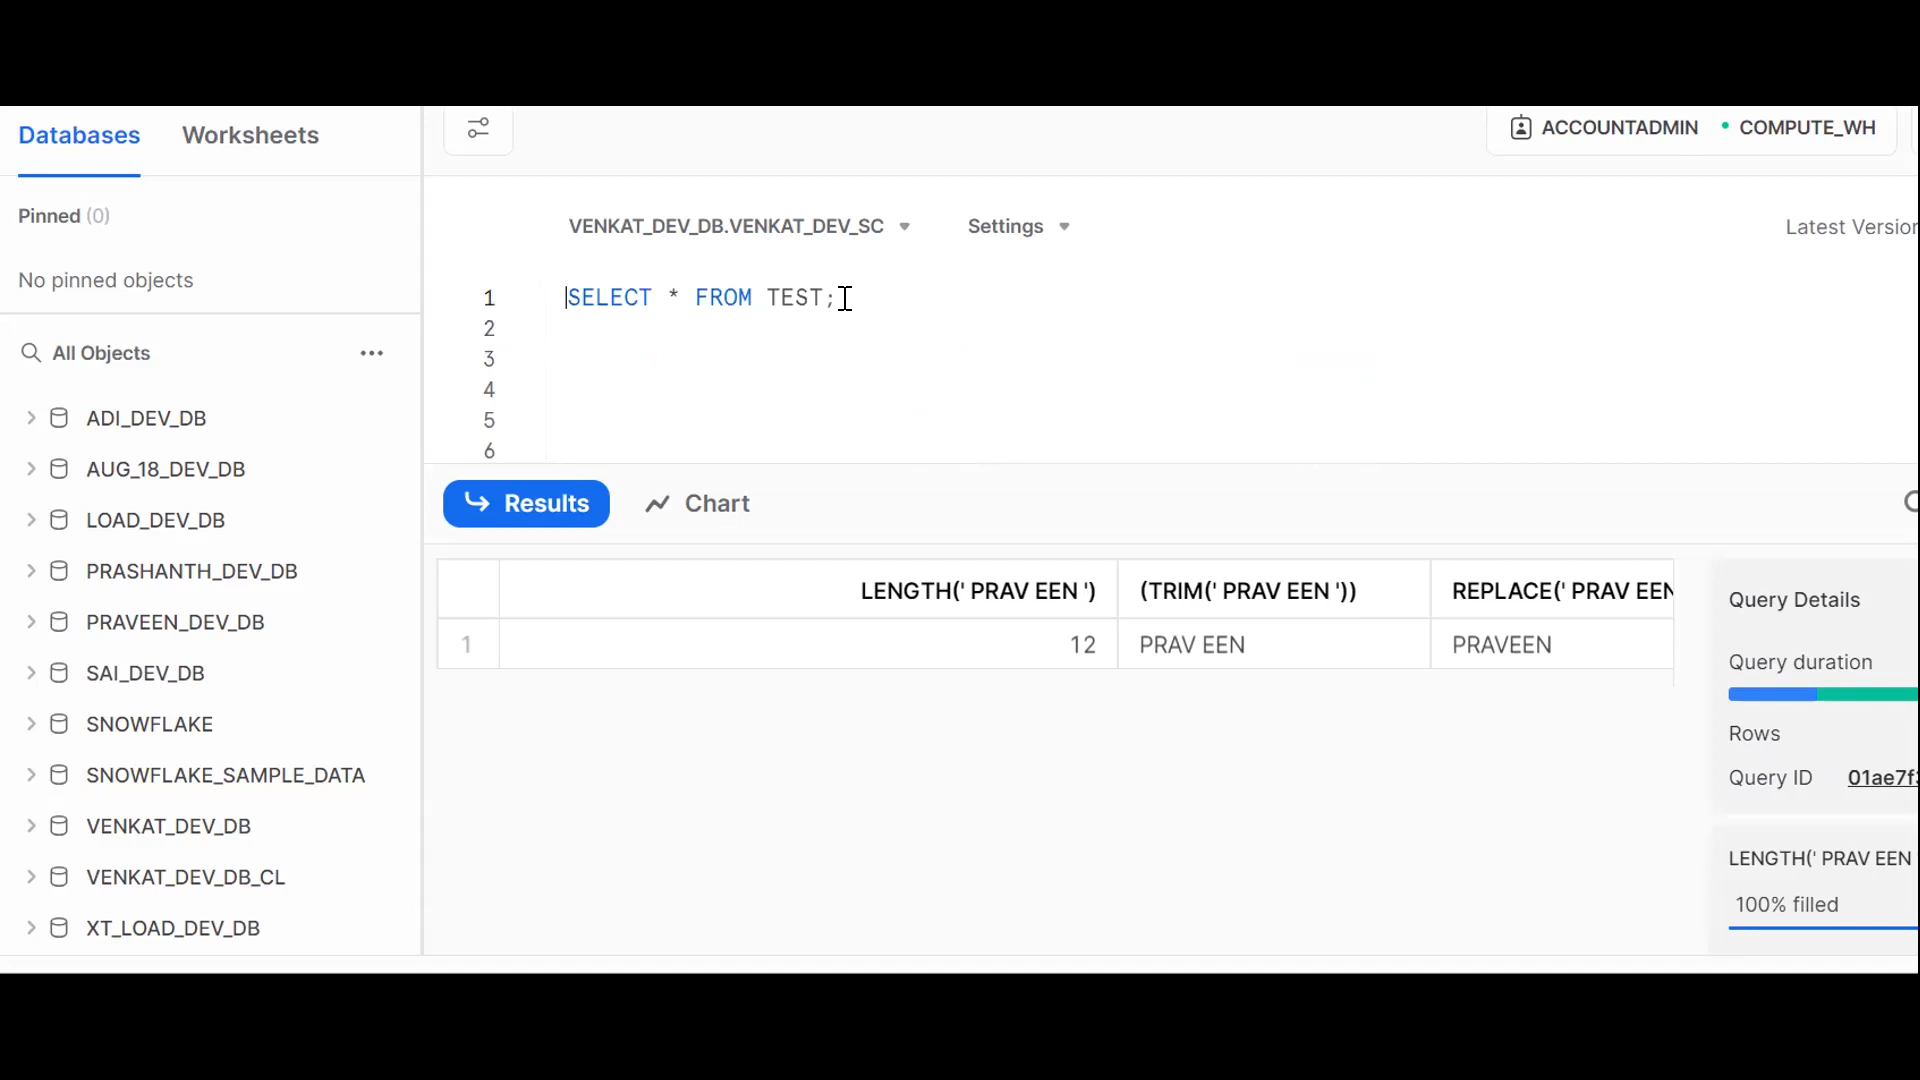 Databases Worksheets
ACCOUNTADMIN COMPUTE_WH
Pinned (0)
No pinned objects
All Objects
ADI_DEV_DB
AUG_18_DEV_DB
LOAD_DEV_DB
PRASHANTH_DEV_DB
PRAVEEN_DEV_DB
SAI_DEV_DB
SNOWFLAKE
SNOWFLAKE_SAMPLE_DATA
VENKAT_DEV_DB
VENKAT_DEV_DB_CL
XT_LOAD_DEV_DB
VENKAT_DEV_DB.VENKAT_DEV_SC Settings Latest Version
1 SELECT * FROM TEST;
2
3
4
5
6
Results Chart
LENGTH(' PRAV EEN ') (TRIM(' PRAV EEN ')) REPLACE(' PRAV EEN
1 12 PRAV EEN PRAVEEN
Query Details
Query duration
Rows
Query ID 01ae7f
LENGTH(' PRAV EEN
100% filled